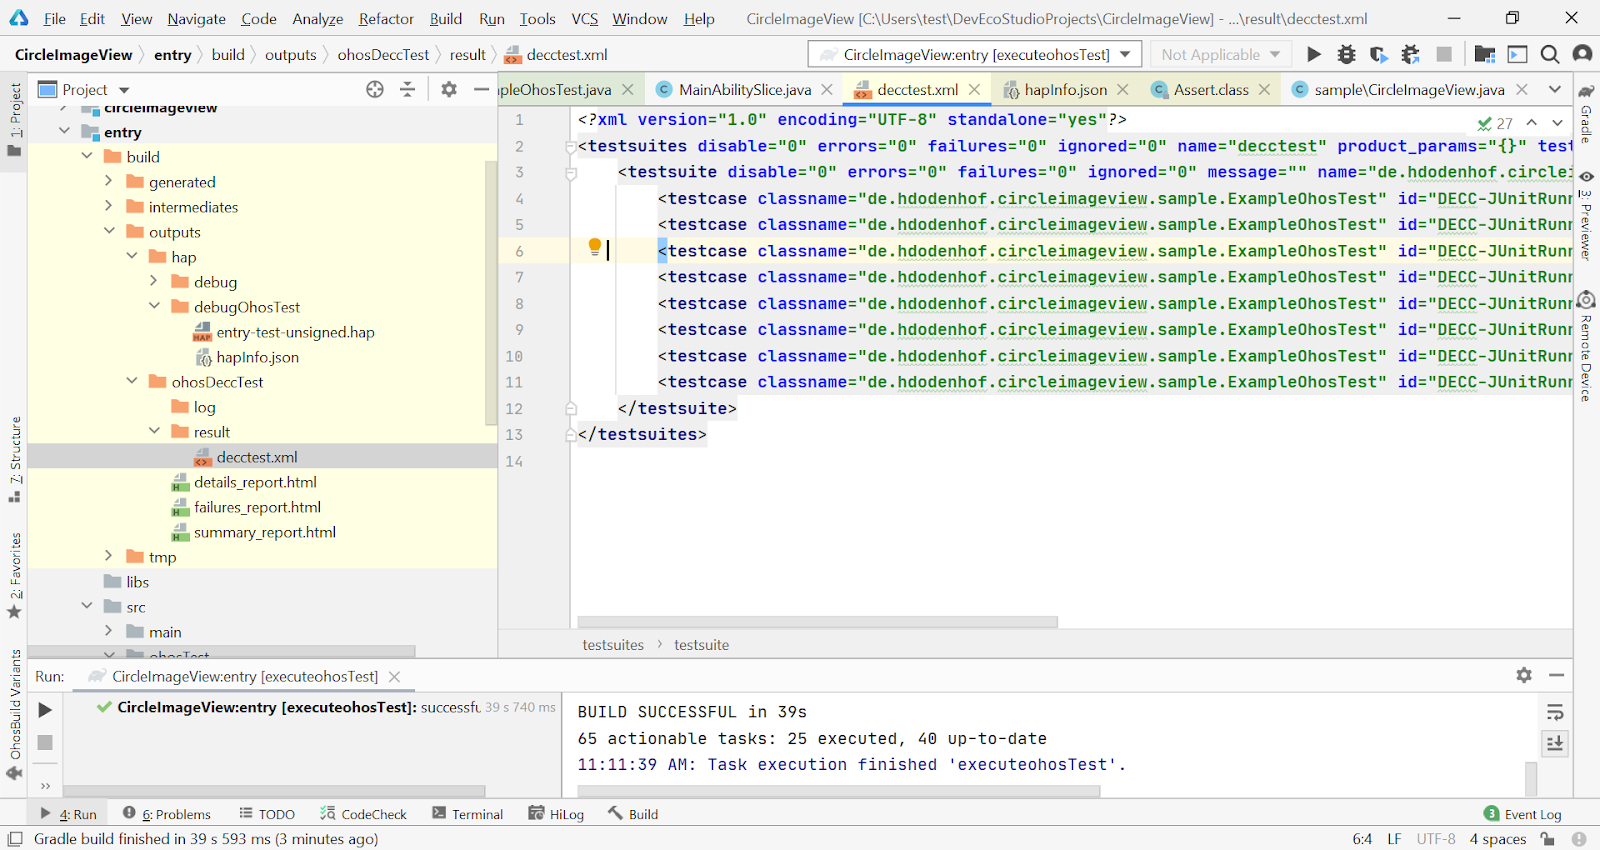 File Edit View Navigate Code Analyze Refactor Build Run Tools VCS Window Help CircleImageView [C:\Users\test\DevEcoStudioProjects\CircleImageView] - ...\result\decctest.xml
CircleImageView entry build outputs ohosDeccTest result decctest.xml CircleImageView:entry [executeohosTest] Not Applicable
1: Project
7: Structure
2: Favorites
OhosBuild Variants
Project
circleimageview
entry
build
generated
intermediates
outputs
hap
debug
debugOhosTest
entry-test-unsigned.hap
hapInfo.json
ohosDeccTest
log
result
decctest.xml
details_report.html
failures_report.html
summary_report.html
tmp
libs
src
main
ohosTest
pleOhosTest.java MainAbilitySlice.java decctest.xml hapInfo.json Assert.class sample\CircleImageView.java
27
1 <?xml version="1.0" encoding="UTF-8" standalone="yes"?>
2 <testsuites disable="0" errors="0" failures="0" ignored="0" name="decctest" product_params="{}" test
3 <testsuite disable="0" errors="0" failures="0" ignored="0" message="" name="de.hdodenhof.circlei
4 <testcase classname="de.hdodenhof.circleimageview.sample.ExampleOhosTest" id="DECC-JUnitRunn
5 <testcase classname="de.hdodenhof.circleimageview.sample.ExampleOhosTest" id="DECC-JUnitRunn
6 <testcase classname="de.hdodenhof.circleimageview.sample.ExampleOhosTest" id="DECC-JUnitRunn
7 <testcase classname="de.hdodenhof.circleimageview.sample.ExampleOhosTest" id="DECC-JUnitRunn
8 <testcase classname="de.hdodenhof.circleimageview.sample.ExampleOhosTest" id="DECC-JUnitRunn
9 <testcase classname="de.hdodenhof.circleimageview.sample.ExampleOhosTest" id="DECC-JUnitRunn
10 <testcase classname="de.hdodenhof.circleimageview.sample.ExampleOhosTest" id="DECC-JUnitRunn
11 <testcase classname="de.hdodenhof.circleimageview.sample.ExampleOhosTest" id="DECC-JUnitRunn
12 </testsuite>
13 </testsuites>
14
testsuites testsuite
Gradle
3: Previewer
Remote Device
Run: CircleImageView:entry [executeohosTest]
CircleImageView:entry [executeohosTest]: successfu 39 s 740 ms
BUILD SUCCESSFUL in 39s
65 actionable tasks: 25 executed, 40 up-to-date
11:11:39 AM: Task execution finished 'executeohosTest'.
4: Run 6: Problems TODO CodeCheck Terminal HiLog Build 3 Event Log
Gradle build finished in 39 s 593 ms (3 minutes ago) 6:4 LF UTF-8 4 spaces